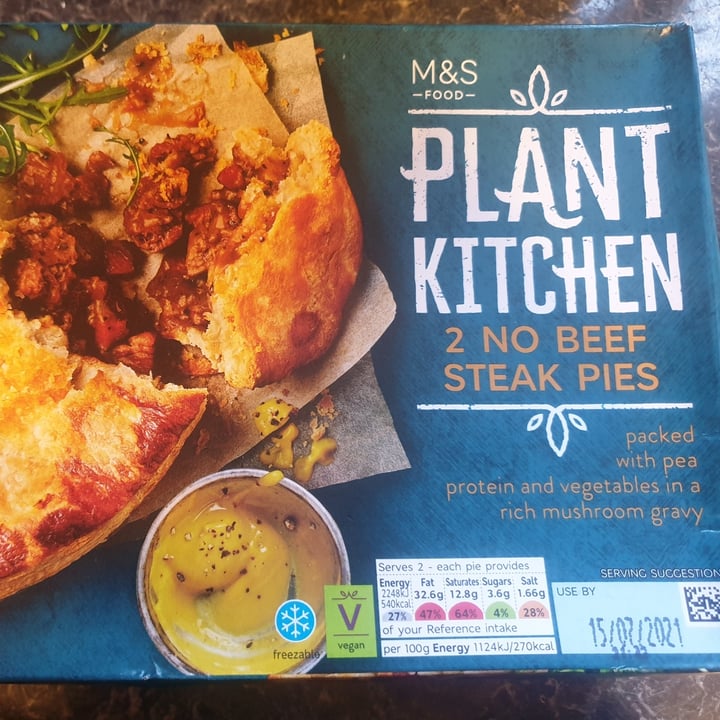 M&S
FOOD
PLANT
KITCHEN
2 NO BEEF
STEAK PIES
packed
with pea
protein and vegetables in a
rich mushroom gravy
SERVING SUGGESTION
Serves 2 - each pie provides
Energy Fat Saturates Sugars Salt
2248kJ 32.6g 12.8g 3.6g 1.66g
540kcal
27% 47% 64% 4% 28%
of your Reference intake
per 100g Energy 1124kJ/270kcal
USE BY
15/07/2021
V
vegan
freezable